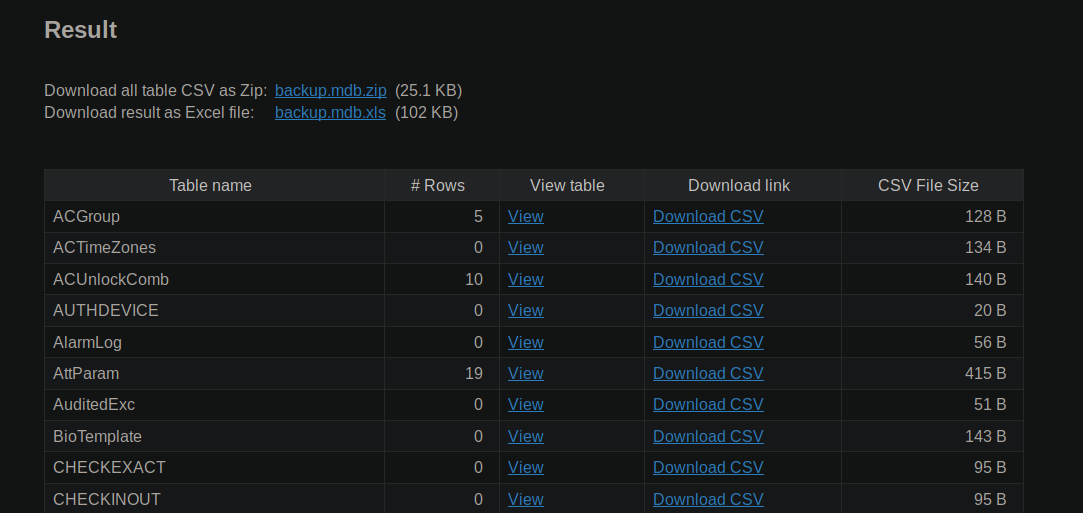 Result
Download all table CSV as Zip: backup.mdb.zip (25.1 KB)
Download result as Excel file: backup.mdb.xls (102 KB)
Table name # Rows View table Download link CSV File Size
ACGroup 5 View Download CSV 128 B
ACTimeZones 0 View Download CSV 134 B
ACUnlockComb 10 View Download CSV 140 B
AUTHDEVICE 0 View Download CSV 20 B
AlarmLog 0 View Download CSV 56 B
AttParam 19 View Download CSV 415 B
AuditedExc 0 View Download CSV 51 B
BioTemplate 0 View Download CSV 143 B
CHECKEXACT 0 View Download CSV 95 B
CHECKINOUT 0 View Download CSV 95 B